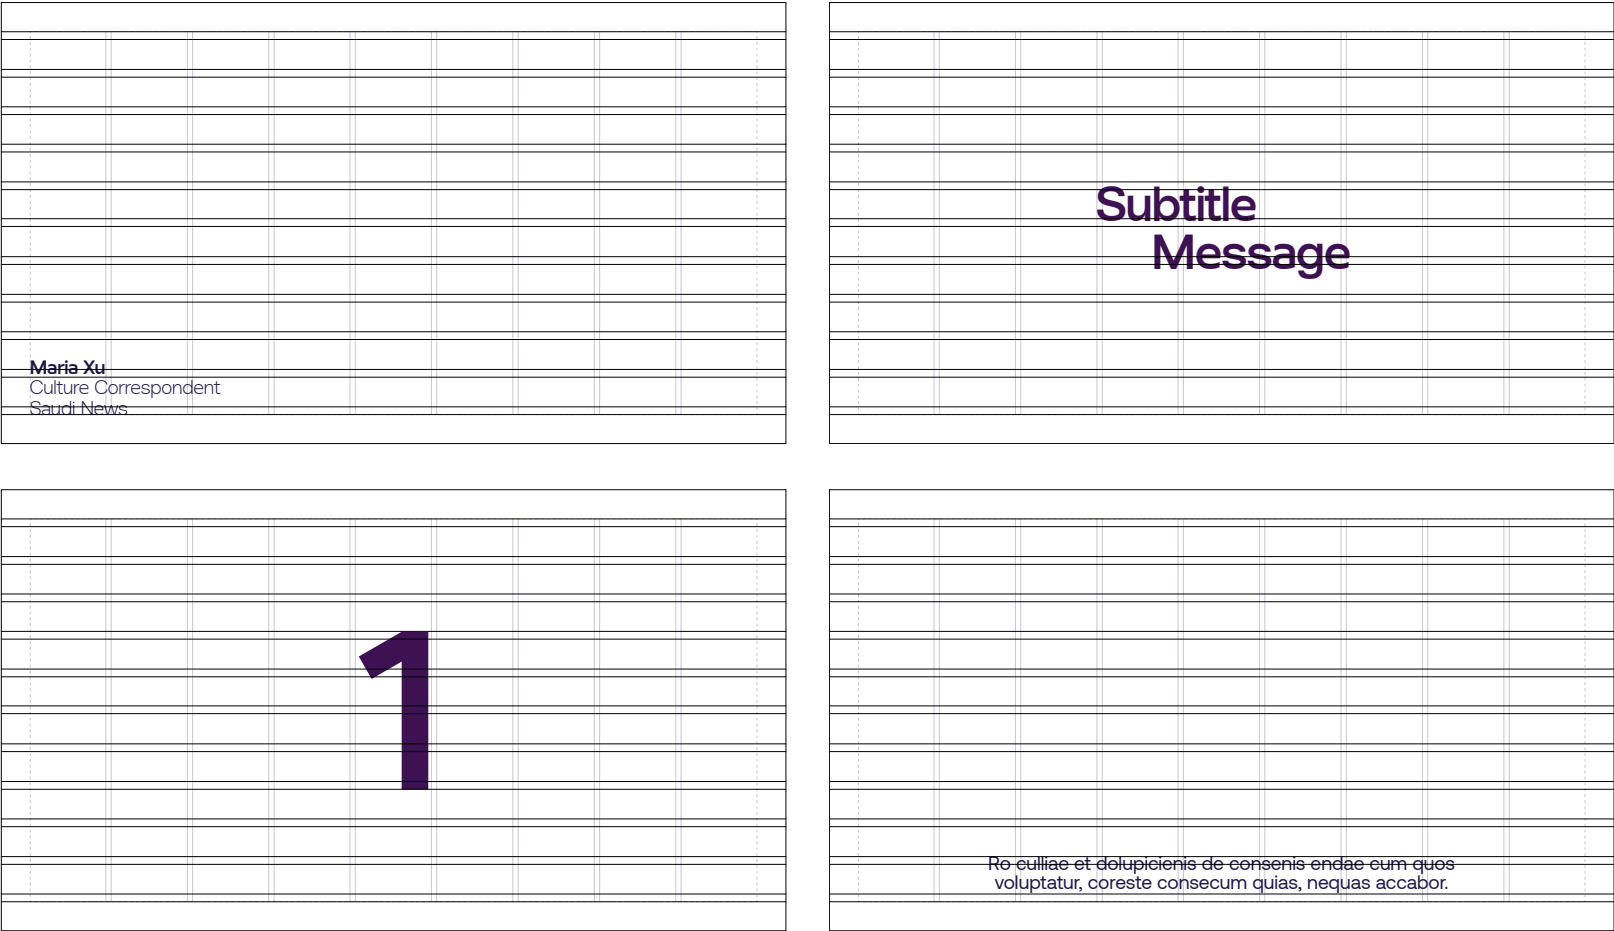 Maria Xu
Culture Correspondent
Saudi News
Subtitle
Message
1
Ro culliae et dolupicienis de consenis endae cum quos
voluptatur, coreste consecum quias, nequas accabor.